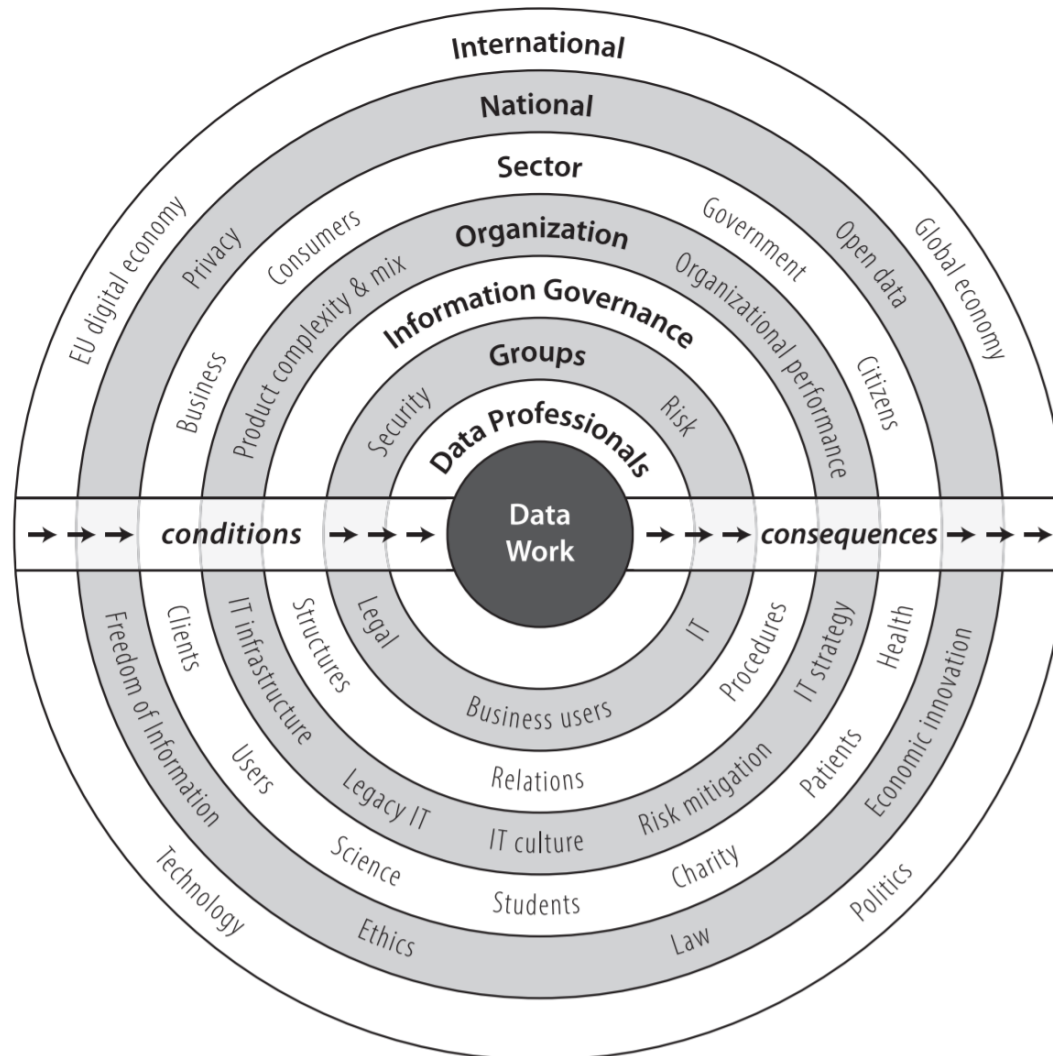 International
National
Sector
Organization
Information Governance
Groups
Data Professionals
Data
Work
EU digital economy
Global economy
Privacy
Open data
Consumers
Government
Business
Citizens
Product complexity & mix
Organizational performance
Security
Risk
conditions
consequences
Legal
IT
Business users
Structures
Procedures
Relations
IT infrastructure
IT strategy
Legacy IT
Risk mitigation
IT culture
Clients
Health
Users
Patients
Science
Charity
Students
Freedom of Information
Economic innovation
Ethics
Law
Technology
Politics